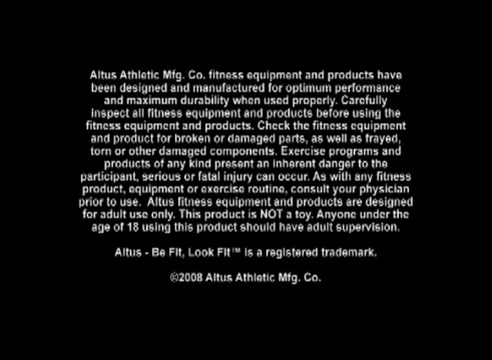 Altus Athletic Mfg. Co. fitness equipment and products have
been designed and manufactured for optimum performance
and maximum durability when used properly. Carefully
inspect all fitness equipment and products before using the
fitness equipment and products. Check the fitness equipment
and product for broken or damaged parts, as well as frayed,
torn or other damaged components. Exercise programs and
products of any kind present an inherent danger to the
participant, serious or fatal injury can occur. As with any fitness
product, equipment or exercise routine, consult your physician
prior to use. Altus fitness equipment and products are designed
for adult use only. This product is NOT a toy. Anyone under the
age of 18 using this product should have adult supervision.
Altus - Be Fit, Look Fit™ is a registered trademark.
©2008 Altus Athletic Mfg. Co.